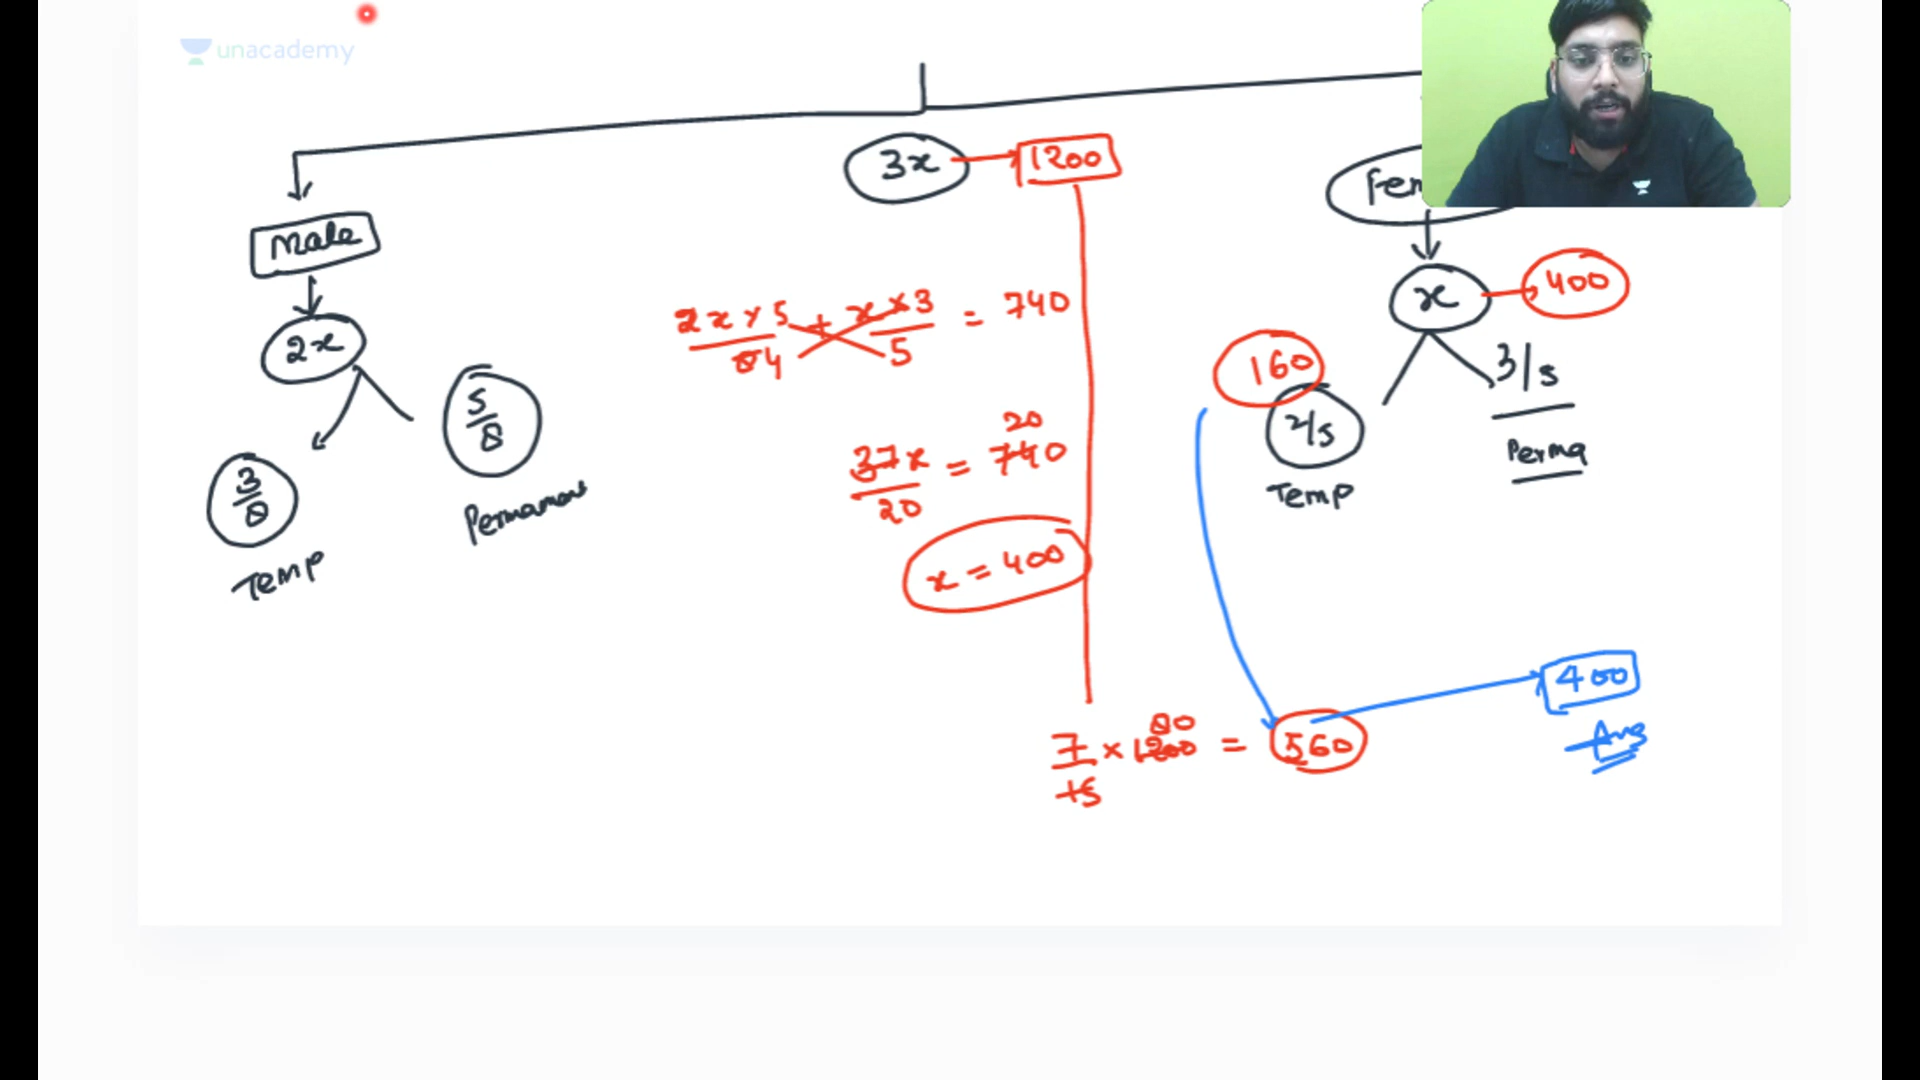 unacademy
3x → 1200
Male
Fem
2x
x → 400
2x×5/84 + x×3/5 = 740
160
2/5
3/5
5/8
3/8
Temp
Perma
20
37x/20 = 740
Permanent
Temp
x = 400
400
80
7/15 × 1200 = 560
Ans